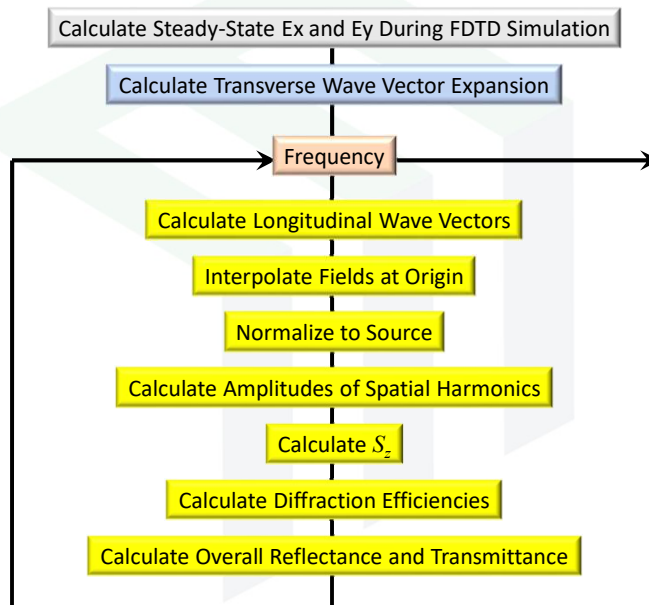 Calculate Steady-State Ex and Ey During FDTD Simulation
Calculate Transverse Wave Vector Expansion
Frequency
Calculate Longitudinal Wave Vectors
Interpolate Fields at Origin
Normalize to Source
Calculate Amplitudes of Spatial Harmonics
Calculate S_z
Calculate Diffraction Efficiencies
Calculate Overall Reflectance and Transmittance